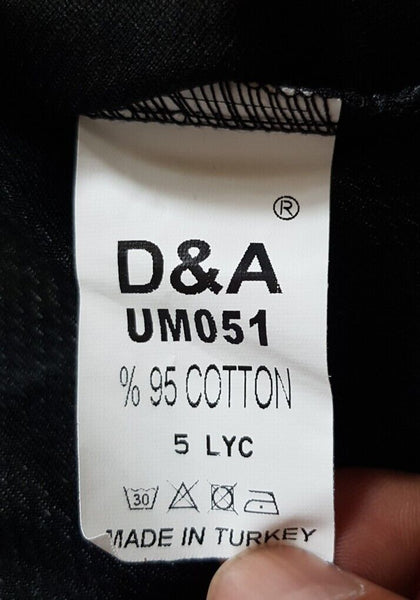 ®
D&A
UM051
% 95 COTTON
5 LYC
30
MADE IN TURKEY